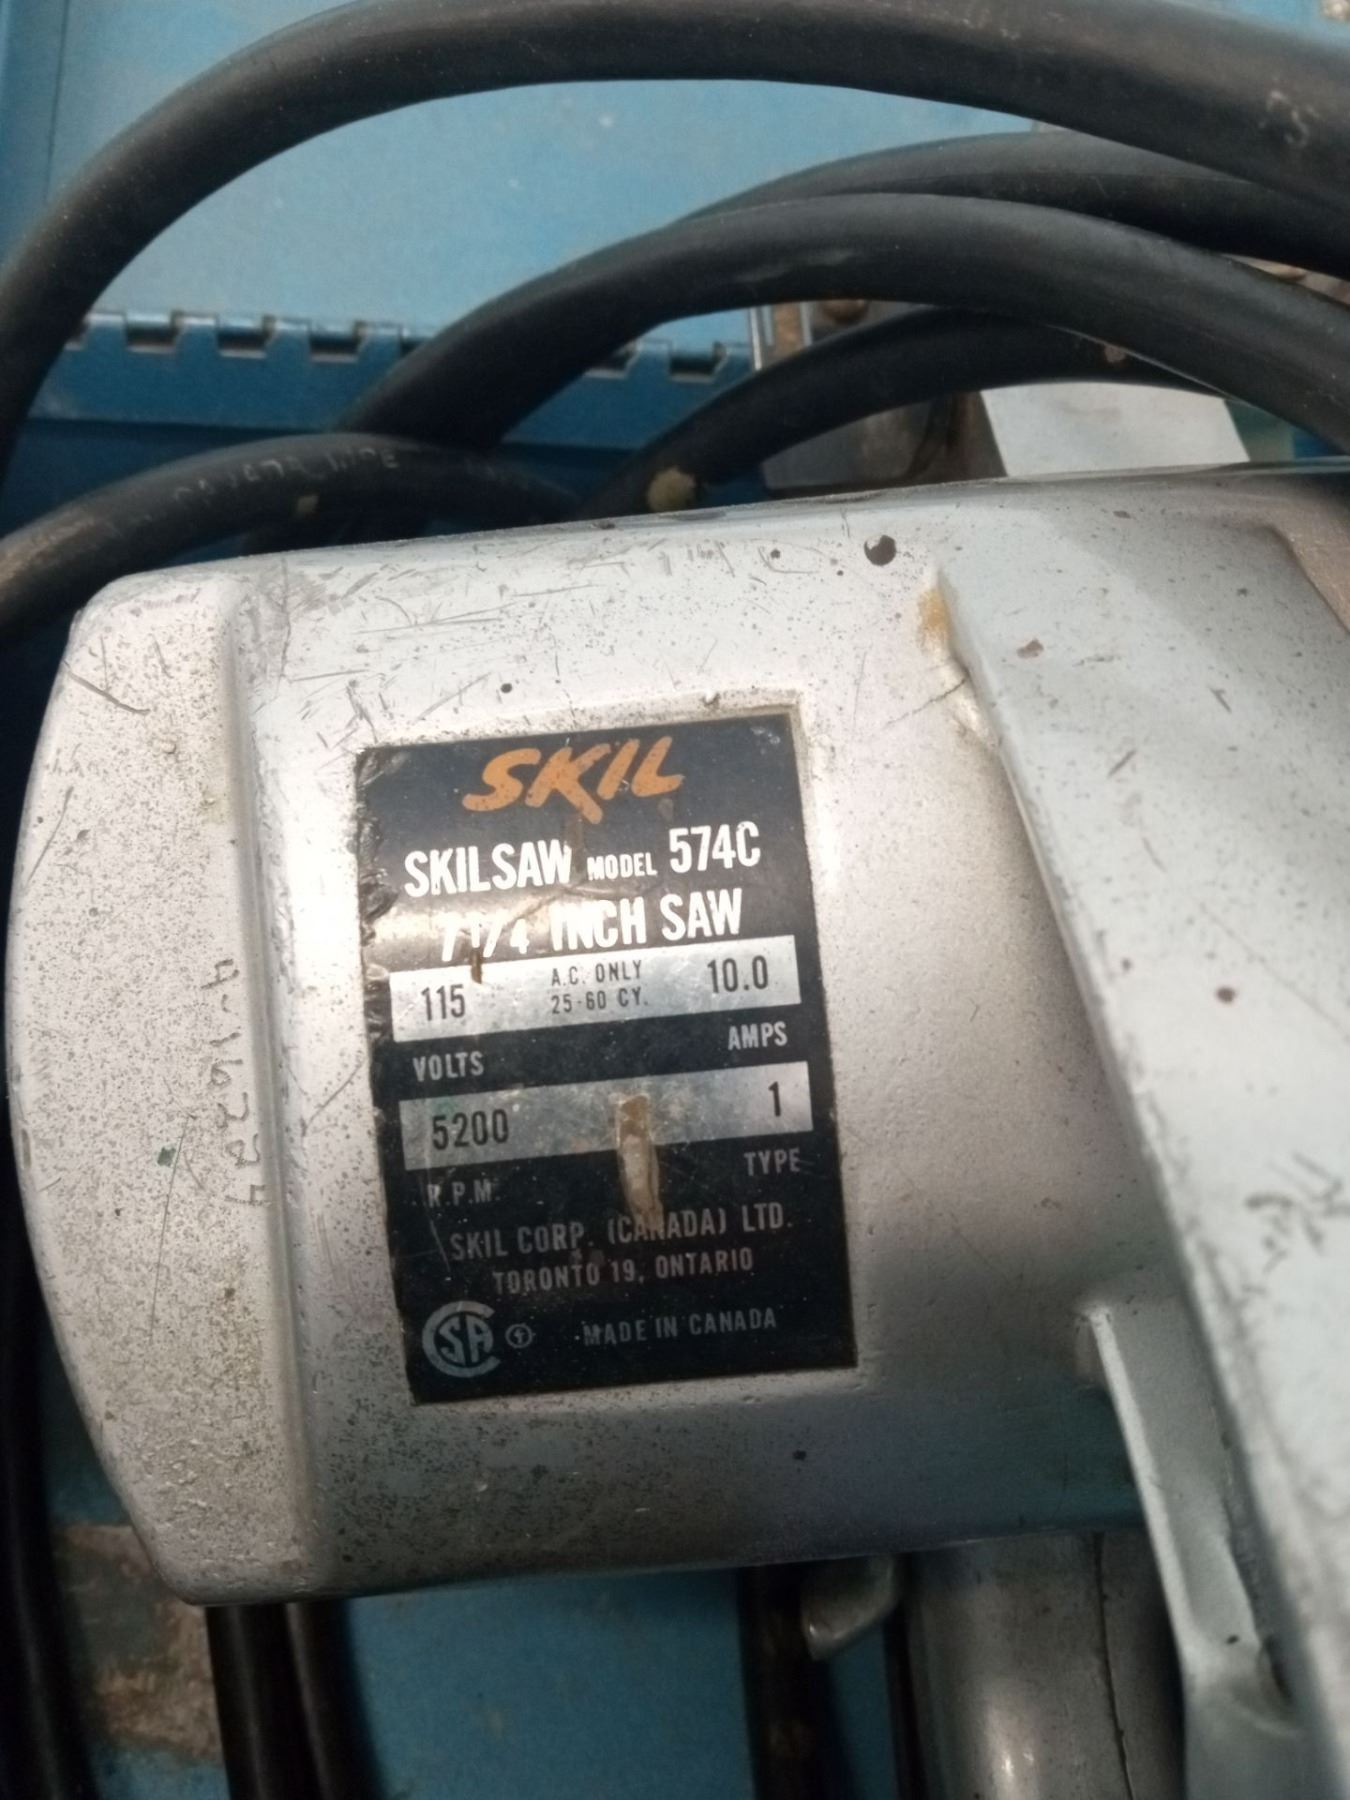 SKIL
SKILSAW MODEL 574C
7 1/4 INCH SAW
115 A.C. ONLY 10.0
25-60 CY.
VOLTS AMPS
5200 1
R.P.M. TYPE
SKIL CORP. (CANADA) LTD.
TORONTO 19, ONTARIO
CSA MADE IN CANADA